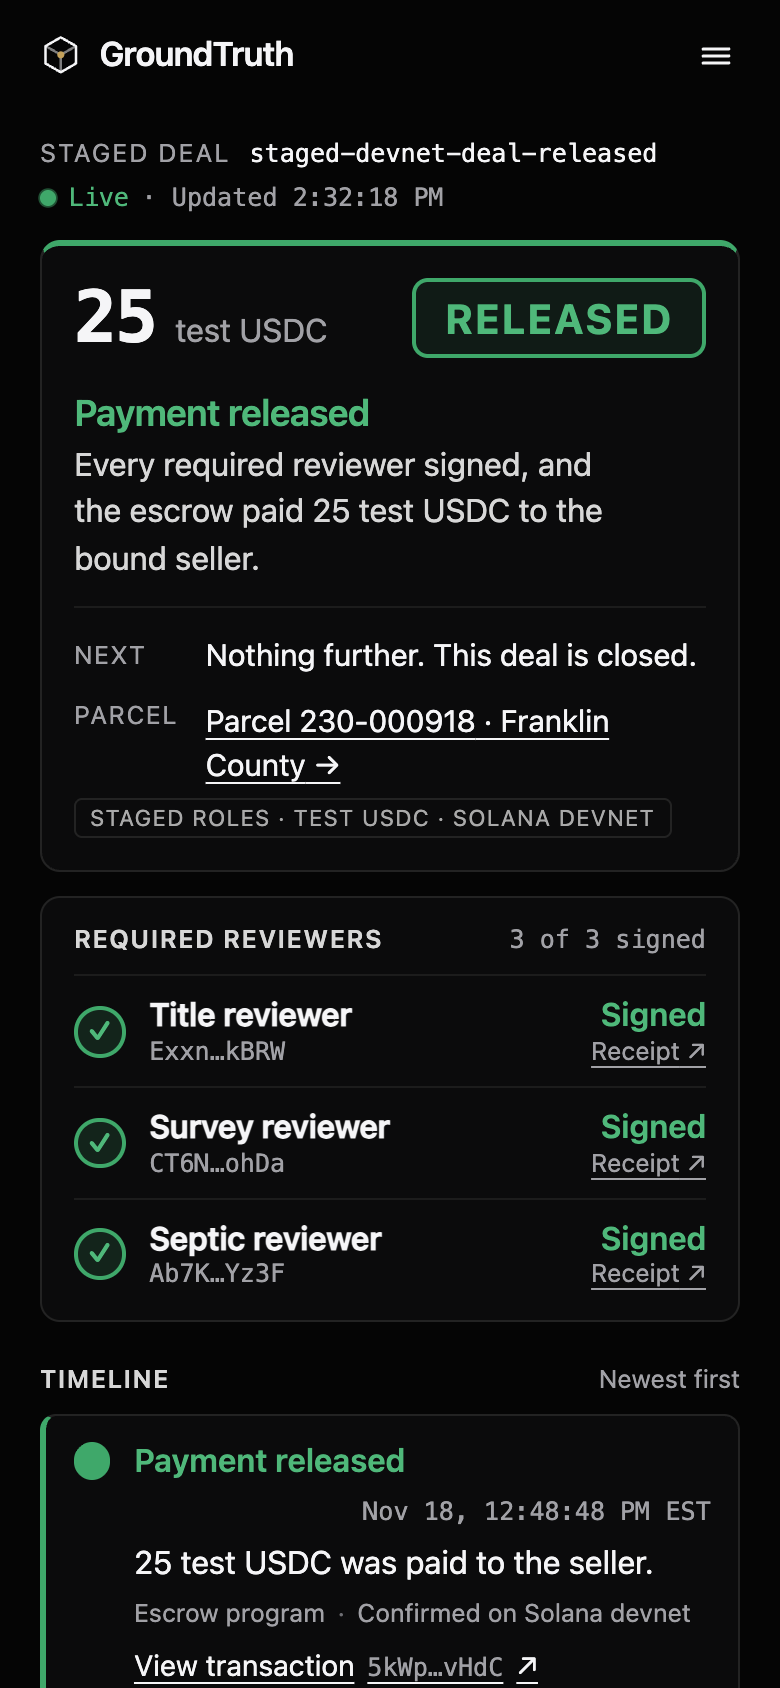 GroundTruth
STAGED DEAL staged-devnet-deal-released
Live · Updated 2:32:18 PM
25 test USDC RELEASED
Payment released
Every required reviewer signed, and
the escrow paid 25 test USDC to the
bound seller.
NEXT Nothing further. This deal is closed.
PARCEL Parcel 230-000918 · Franklin
County →
STAGED ROLES · TEST USDC · SOLANA DEVNET
REQUIRED REVIEWERS 3 of 3 signed
Title reviewer Signed
Exxn…kBRW Receipt ↗
Survey reviewer Signed
CT6N…ohDa Receipt ↗
Septic reviewer Signed
Ab7K…Yz3F Receipt ↗
TIMELINE Newest first
Payment released
Nov 18, 12:48:48 PM EST
25 test USDC was paid to the seller.
Escrow program · Confirmed on Solana devnet
View transaction 5kWp…vHdC ↗